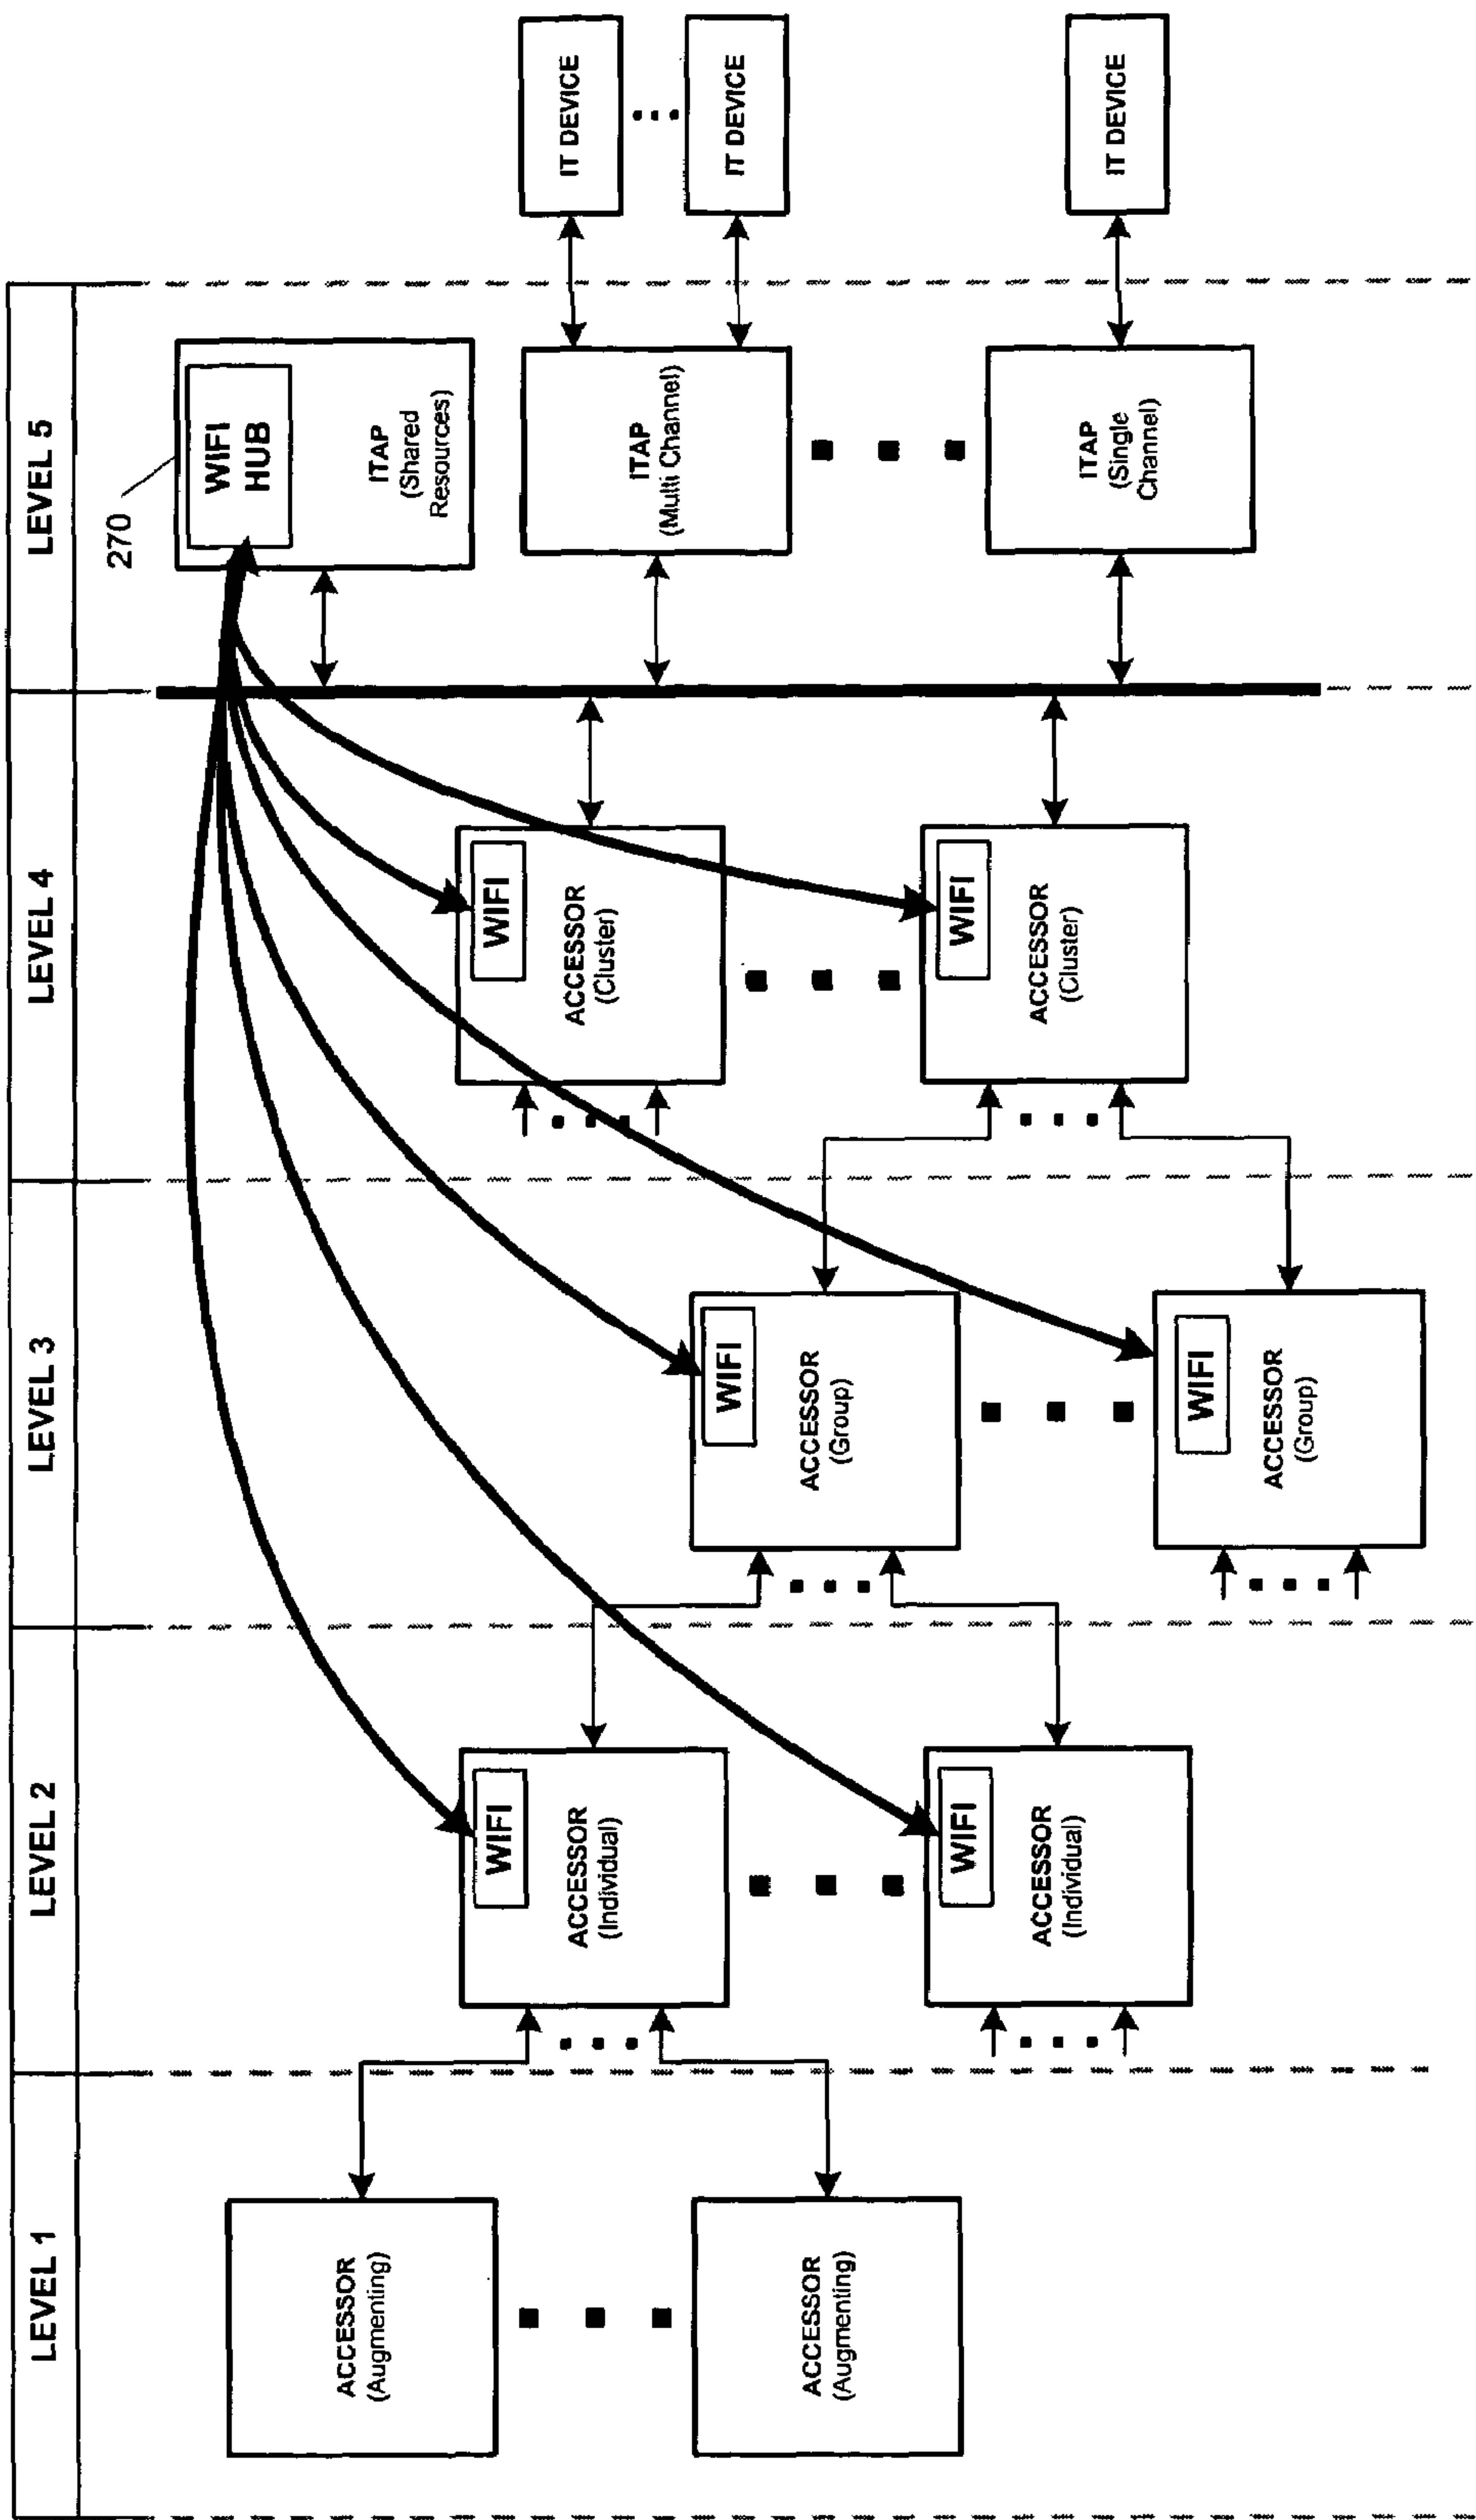 LEVEL 1
LEVEL 2
LEVEL 3
LEVEL 4
LEVEL 5
ACCESSOR
(Augmenting)
ACCESSOR
(Augmenting)
WIFI
ACCESSOR
(Individual)
WIFI
ACCESSOR
(Individual)
WIFI
ACCESSOR
(Group)
WIFI
ACCESSOR
(Group)
WIFI
ACCESSOR
(Cluster)
WIFI
ACCESSOR
(Cluster)
270
WIFI
HUB
ITAP
(Shared
Resources)
ITAP
(Multi Channel)
ITAP
(Single
Channel)
IT DEVICE
IT DEVICE
IT DEVICE